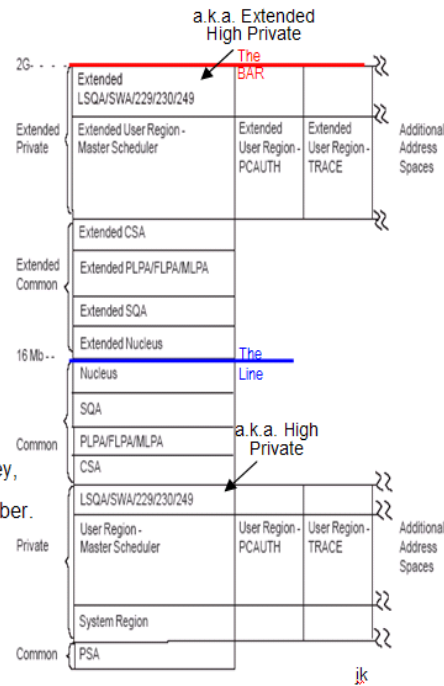 a.k.a. Extended
High Private
2G- - - -
The
BAR
Extended
LSQA/SWA/229/230/249
Extended
Private
Extended User Region -
Master Scheduler
Extended
User Region -
PCAUTH
Extended
User Region -
TRACE
Additional
Address
Spaces
Extended CSA
Extended
Common
Extended PLPA/FLPA/MLPA
Extended SQA
Extended Nucleus
16 Mb - -
The
Line
Nucleus
SQA
Common
PLPA/FLPA/MLPA
CSA
a.k.a. High
Private
ey,
ber.
LSQA/SWA/229/230/249
Private
User Region -
Master Scheduler
User Region -
PCAUTH
User Region -
TRACE
Additional
Address
Spaces
System Region
Common
PSA
ik